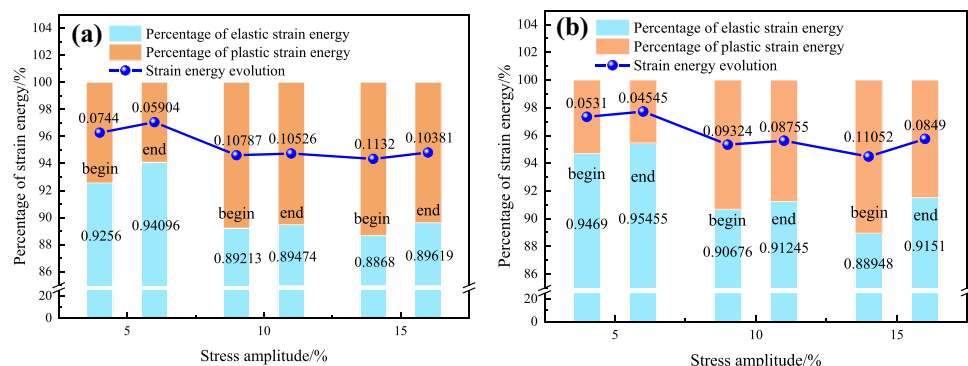 (a)
Percentage of elastic strain energy
Percentage of plastic strain energy
Strain energy evolution
Percentage of strain energy/%
104
102
100
98
96
94
92
90
88
86
20
0
0.0744
0.05904
0.10787
0.10526
0.1132
0.10381
begin
end
begin
end
begin
end
0.9256
0.94096
0.89213
0.89474
0.8868
0.89619
5
10
15
Stress amplitude/%
(b)
Percentage of elastic strain energy
Percentage of plastic strain energy
Strain energy evolution
Percentage of strain energy/%
104
102
100
98
96
94
92
90
88
86
20
0
0.0531
0.04545
0.09324
0.08755
0.11052
0.0849
begin
end
begin
end
begin
end
0.9469
0.95455
0.90676
0.91245
0.88948
0.9151
5
10
15
Stress amplitude/%